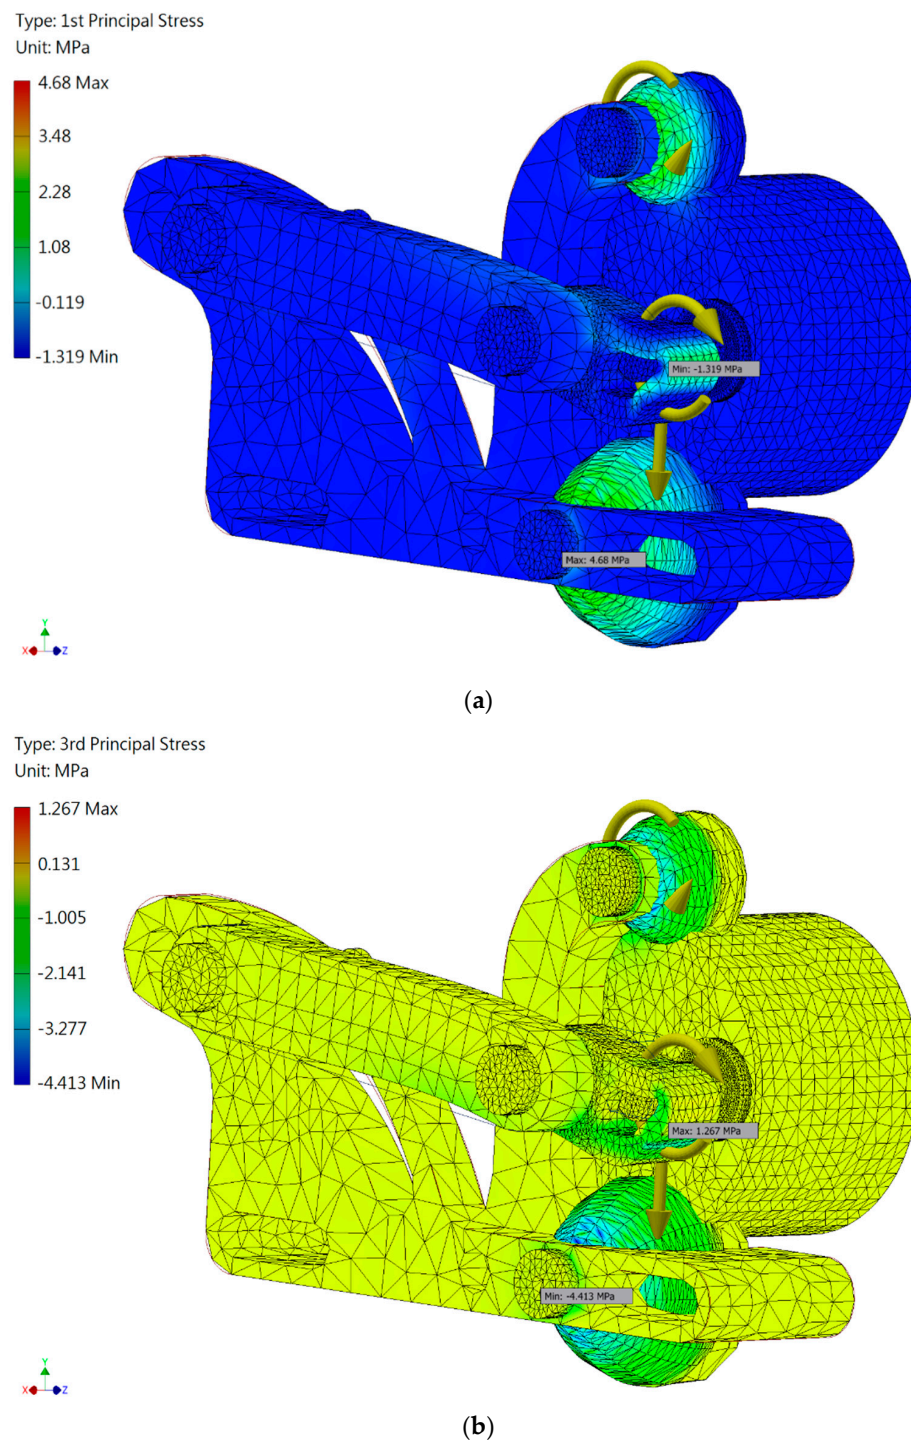 Type: 1st Principal Stress
Unit: MPa
4.68 Max
3.48
2.28
1.08
-0.119
-1.319 Min
Min: -1.319 MPa
Max: 4.68 MPa
Y
X
Z
(a)
Type: 3rd Principal Stress
Unit: MPa
1.267 Max
0.131
-1.005
-2.141
-3.277
-4.413 Min
Max: 1.267 MPa
Min: -4.413 MPa
Y
X
Z
(b)